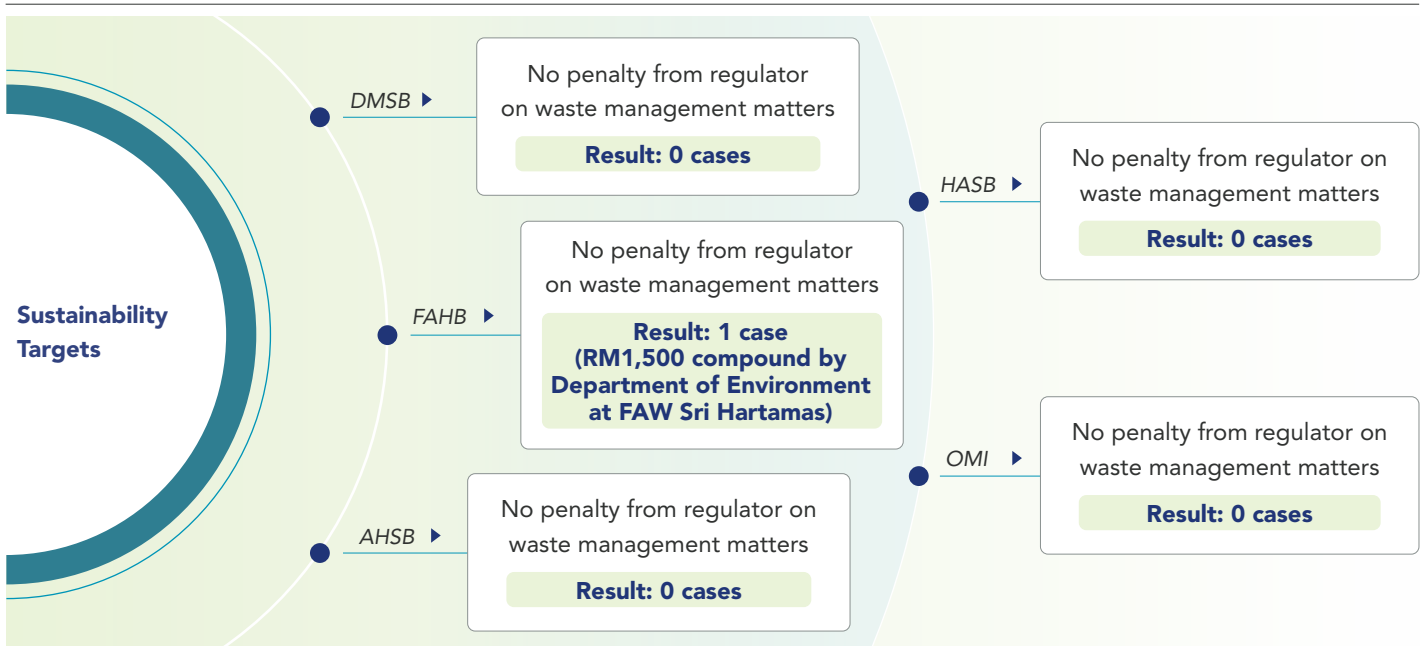 Sustainability
Targets
DMSB
No penalty from regulator
on waste management matters
Result: 0 cases
FAHB
No penalty from regulator
on waste management matters
Result: 1 case
(RM1,500 compound by
Department of Environment
at FAW Sri Hartamas)
AHSB
No penalty from regulator on
waste management matters
Result: 0 cases
HASB
No penalty from regulator on
waste management matters
Result: 0 cases
OMI
No penalty from regulator on
waste management matters
Result: 0 cases